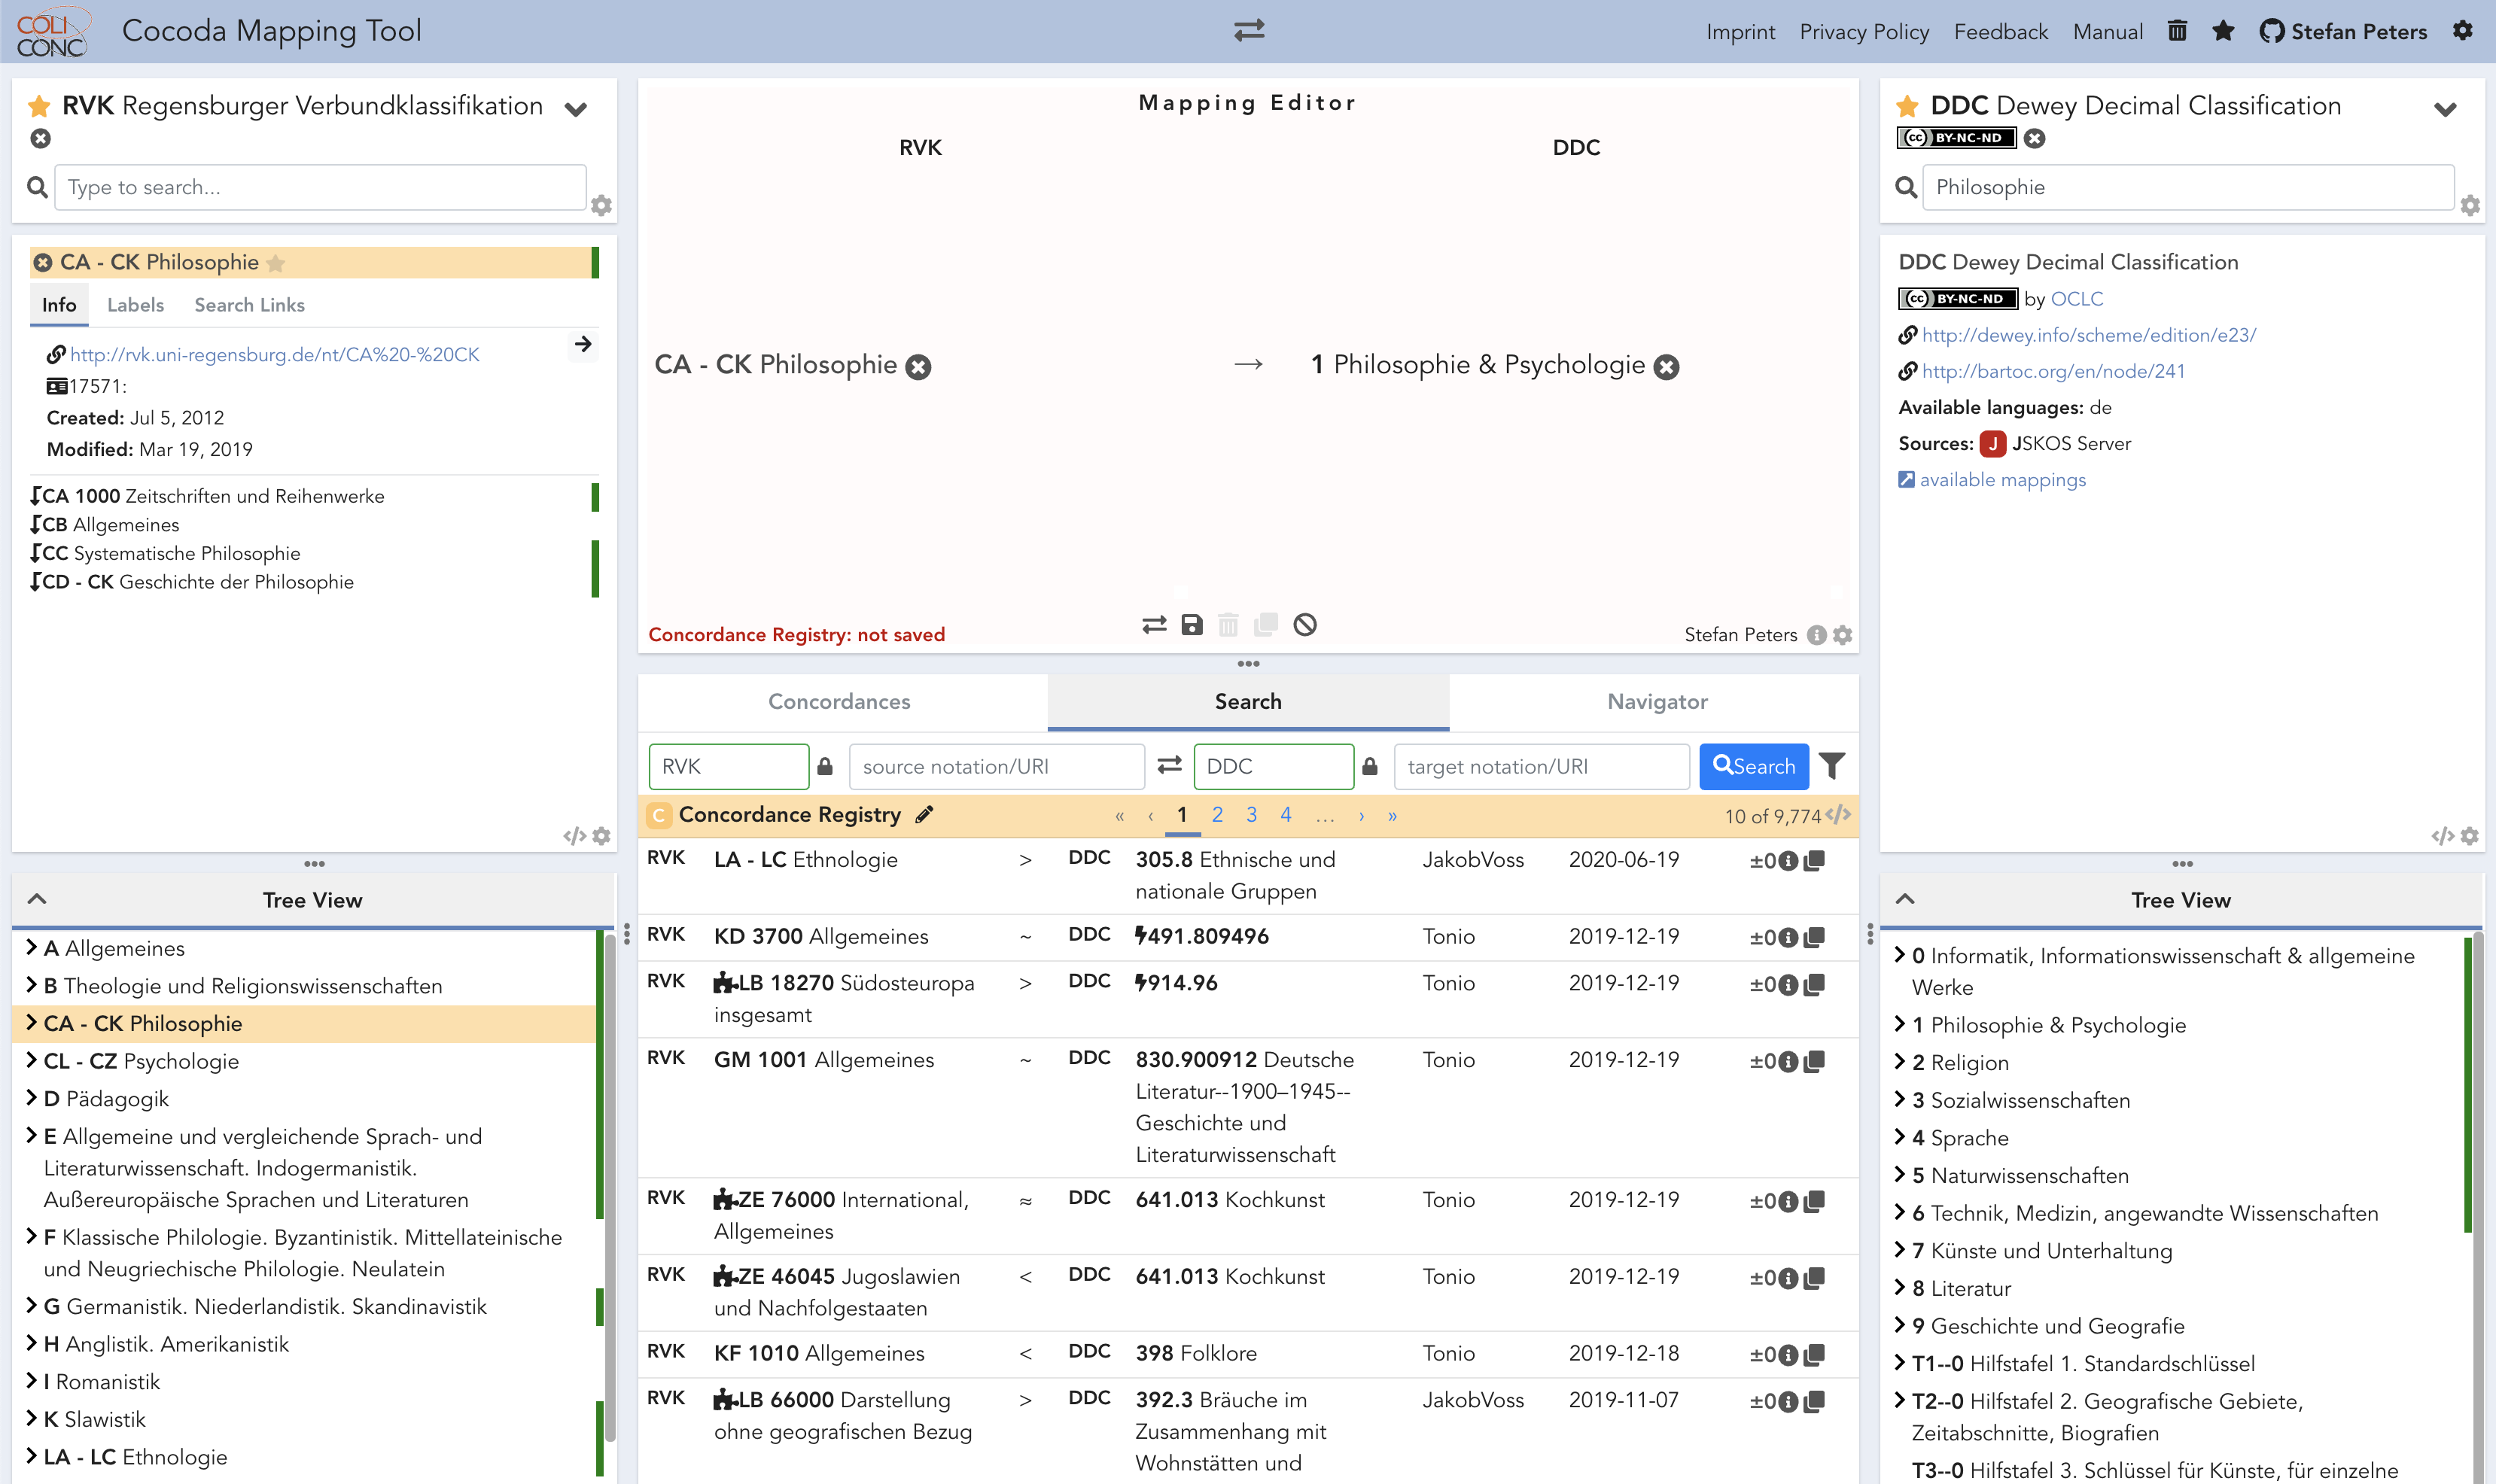 COLI CONC
Cocoda Mapping Tool
Imprint Privacy Policy Feedback Manual Stefan Peters
RVK Regensburger Verbundklassifikation
Type to search...
CA - CK Philosophie
Info Labels Search Links
http://rvk.uni-regensburg.de/nt/CA%20-%20CK
17571:
Created: Jul 5, 2012
Modified: Mar 19, 2019
CA 1000 Zeitschriften und Reihenwerke
CB Allgemeines
CC Systematische Philosophie
CD - CK Geschichte der Philosophie
</>
Tree View
A Allgemeines
B Theologie und Religionswissenschaften
CA - CK Philosophie
CL - CZ Psychologie
D Pädagogik
E Allgemeine und vergleichende Sprach- und
Literaturwissenschaft. Indogermanistik.
Außereuropäische Sprachen und Literaturen
F Klassische Philologie. Byzantinistik. Mittellateinische
und Neugriechische Philologie. Neulatein
G Germanistik. Niederlandistik. Skandinavistik
H Anglistik. Amerikanistik
I Romanistik
K Slawistik
LA - LC Ethnologie
Mapping Editor
RVK DDC
CA - CK Philosophie → 1 Philosophie & Psychologie
Concordance Registry: not saved
Stefan Peters
Concordances Search Navigator
RVK source notation/URI DDC target notation/URI Search
C Concordance Registry « ‹ 1 2 3 4 … › » 10 of 9,774 </>
RVK LA - LC Ethnologie > DDC 305.8 Ethnische und JakobVoss 2020-06-19 ±0
nationale Gruppen
RVK KD 3700 Allgemeines ~ DDC 491.809496 Tonio 2019-12-19 ±0
RVK LB 18270 Südosteuropa > DDC 914.96 Tonio 2019-12-19 ±0
insgesamt
RVK GM 1001 Allgemeines ~ DDC 830.900912 Deutsche Tonio 2019-12-19 ±0
Literatur--1900–1945--
Geschichte und
Literaturwissenschaft
RVK ZE 76000 International, ≈ DDC 641.013 Kochkunst Tonio 2019-12-19 ±0
Allgemeines
RVK ZE 46045 Jugoslawien < DDC 641.013 Kochkunst Tonio 2019-12-19 ±0
und Nachfolgestaaten
RVK KF 1010 Allgemeines < DDC 398 Folklore Tonio 2019-12-18 ±0
RVK LB 66000 Darstellung > DDC 392.3 Bräuche im JakobVoss 2019-11-07 ±0
ohne geografischen Bezug Zusammenhang mit
Wohnstätten und
DDC Dewey Decimal Classification
cc BY-NC-ND
Philosophie
DDC Dewey Decimal Classification
cc BY-NC-ND by OCLC
http://dewey.info/scheme/edition/e23/
http://bartoc.org/en/node/241
Available languages: de
Sources: J JSKOS Server
available mappings
</>
Tree View
0 Informatik, Informationswissenschaft & allgemeine
Werke
1 Philosophie & Psychologie
2 Religion
3 Sozialwissenschaften
4 Sprache
5 Naturwissenschaften
6 Technik, Medizin, angewandte Wissenschaften
7 Künste und Unterhaltung
8 Literatur
9 Geschichte und Geografie
T1--0 Hilfstafel 1. Standardschlüssel
T2--0 Hilfstafel 2. Geografische Gebiete,
Zeitabschnitte, Biografien
T3--0 Hilfstafel 3. Schlüssel für Künste, für einzelne